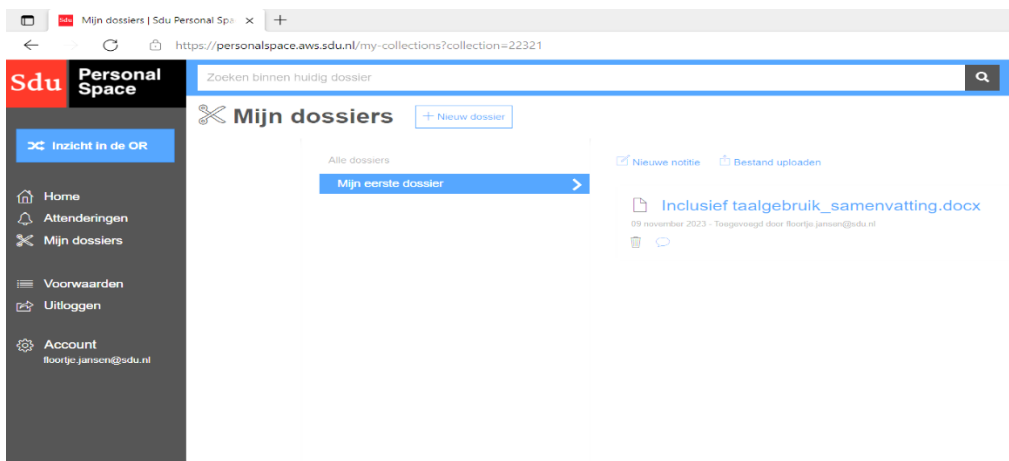 Mijn dossiers | Sdu Personal Spa
https://personalspace.aws.sdu.nl/my-collections?collection=22321
Sdu Personal Space
Zoeken binnen huidig dossier
Mijn dossiers
+ Nieuw dossier
Inzicht in de OR
Alle dossiers
Nieuwe notitie
Bestand uploaden
Mijn eerste dossier
Home
Inclusief taalgebruik_samenvatting.docx
Attenderingen
09 november 2023 - Toegevoegd door floortje.jansen@sdu.nl
Mijn dossiers
Voorwaarden
Uitloggen
Account
floortje.jansen@sdu.nl